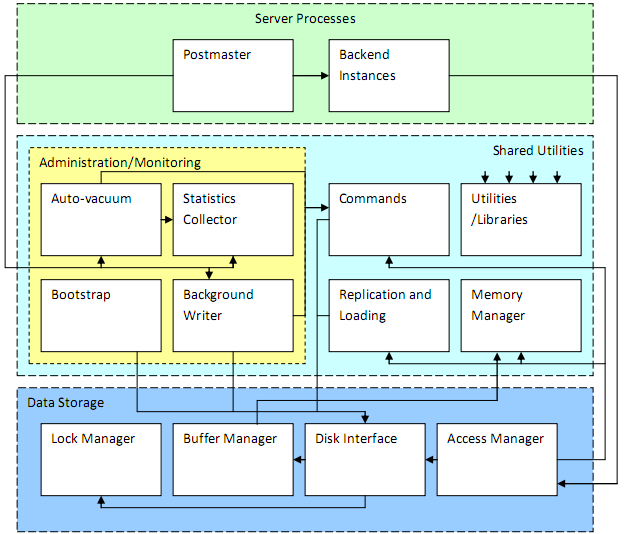 Server Processes
Postmaster
Backend
Instances
Shared Utilities
Administration/Monitoring
Auto-vacuum
Statistics
Collector
Commands
Utilities
/Libraries
Bootstrap
Background
Writer
Replication and
Loading
Memory
Manager
Data Storage
Lock Manager
Buffer Manager
Disk Interface
Access Manager